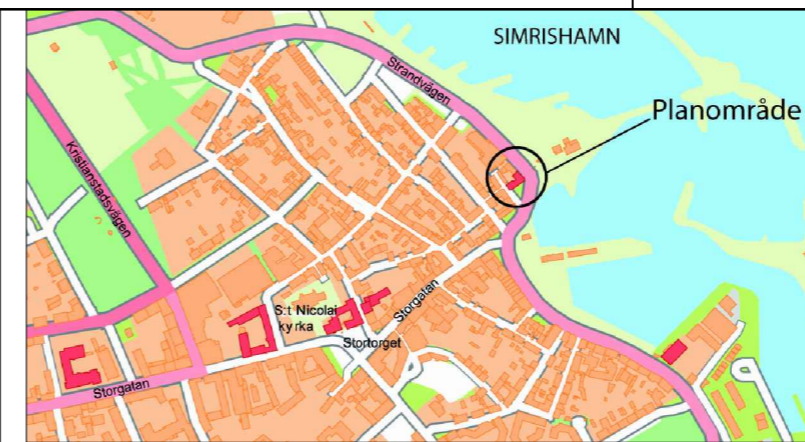 SIMRISHAMN
Strandvägen
Planområde
Kristianstadsvägen
S:t Nicolai
kyrka
Storgatan
Stortorget
Storgatan